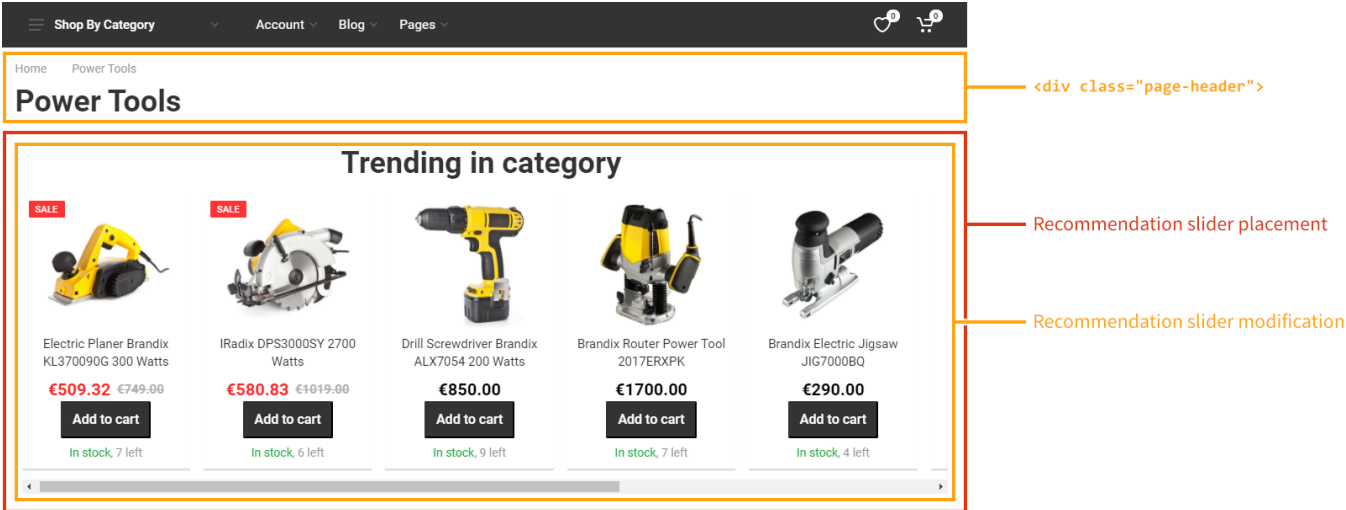 Shop By Category
Account
Blog
Pages
0
0
Home
Power Tools
Power Tools
<div class="page-header">
Trending in category
SALE
SALE
Recommendation slider placement
Recommendation slider modification
Electric Planer Brandix
KL370090G 300 Watts
€509.32 €749.00
Add to cart
In stock, 7 left
IRadix DPS3000SY 2700
Watts
€580.83 €1019.00
Add to cart
In stock, 6 left
Drill Screwdriver Brandix
ALX7054 200 Watts
€850.00
Add to cart
In stock, 9 left
Brandix Router Power Tool
2017ERXPK
€1700.00
Add to cart
In stock, 7 left
Brandix Electric Jigsaw
JIG7000BQ
€290.00
Add to cart
In stock, 4 left